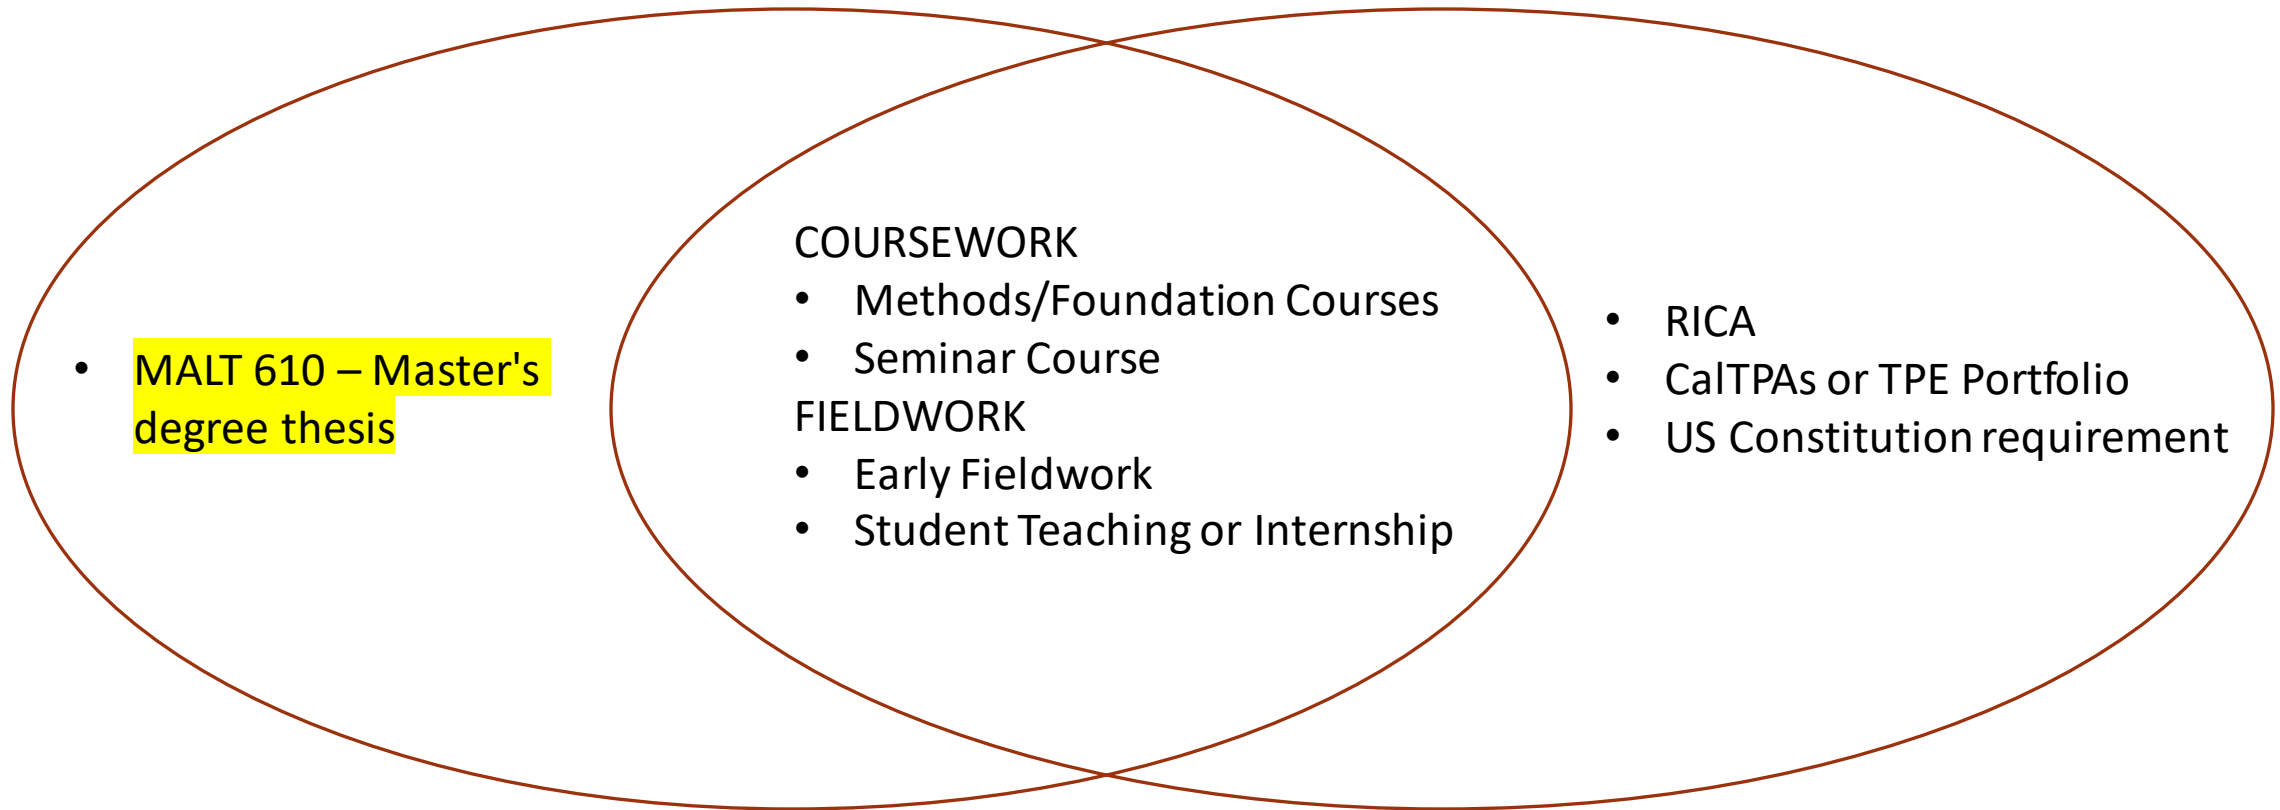 • MALT 610 – Master's
degree thesis
COURSEWORK
• Methods/Foundation Courses
• Seminar Course
FIELDWORK
• Early Fieldwork
• Student Teaching or Internship
• RICA
• CalTPAs or TPE Portfolio
• US Constitution requirement